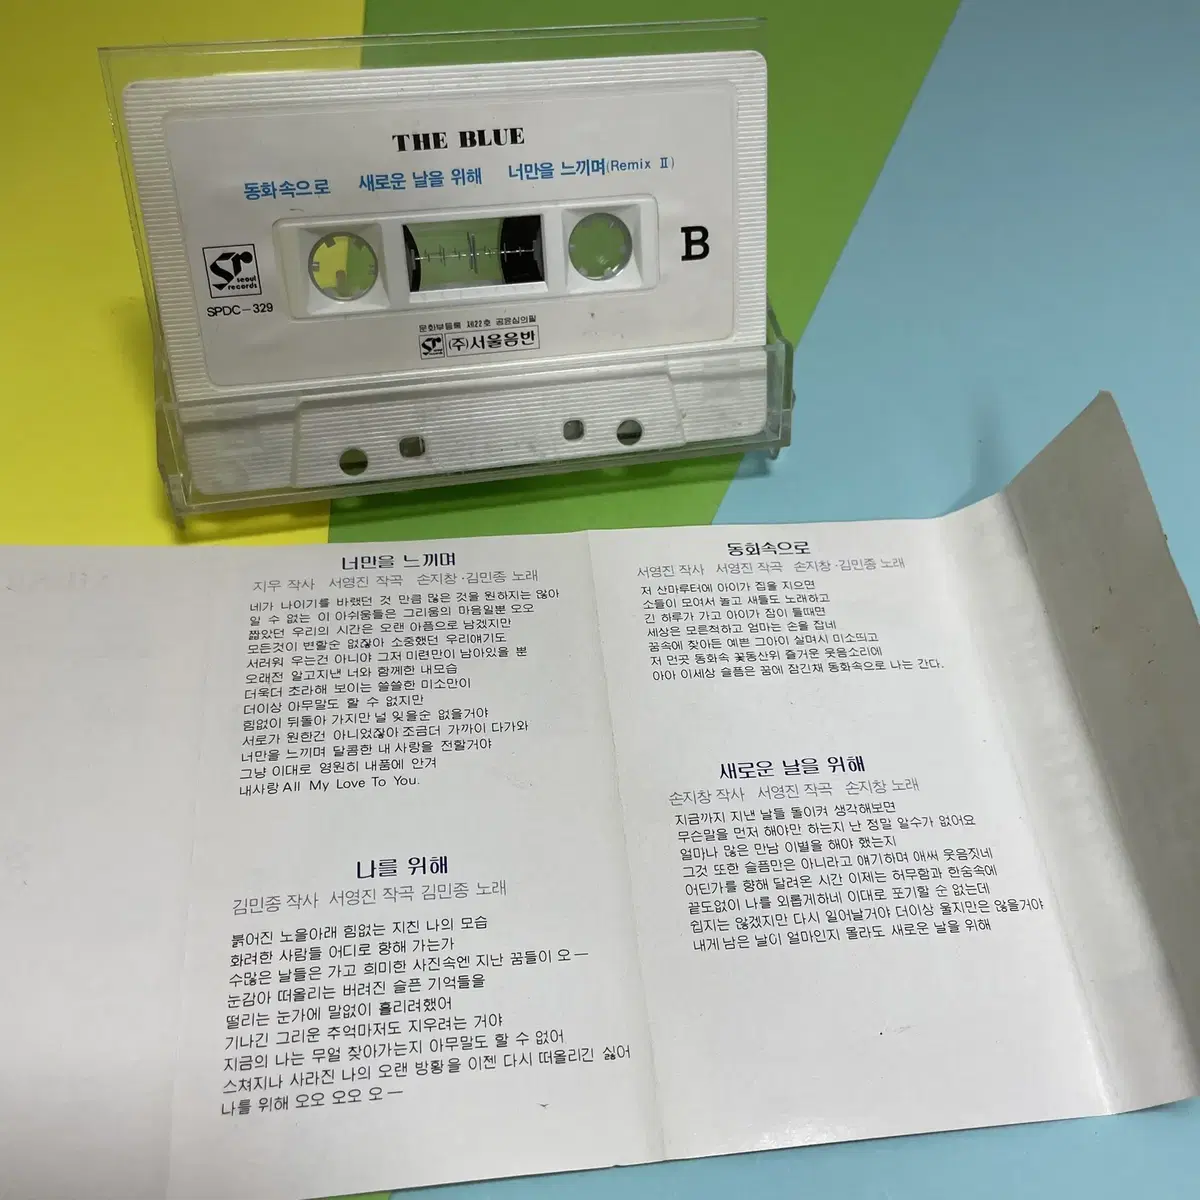 THE BLUE
동화속으로 새로운 날을 위해 너만을 느끼며(Remix Ⅱ)
B
Sr
seoul
records
SPDC-329
문화부등록 제22호 공윤심의필
(주)서울음반
너만을 느끼며
지우 작사 서영진 작곡 손지창·김민종 노래
네가 나이기를 바랬던 것 만큼 많은 것을 원하지는 않아
알 수 없는 이 아쉬움들은 그리움의 마음일뿐 오오
짧았던 우리의 시간은 오랜 아픔으로 남겠지만
모든것이 변할순 없잖아 소중했던 우리얘기도
서러워 우는건 아니야 그저 미련만이 남아있을 뿐
오래전 알고지낸 너와 함께한 내모습
더욱더 초라해 보이는 쓸쓸한 미소만이
더이상 아무말도 할 수 없지만
힘없이 뒤돌아 가지만 널 잊을순 없을거야
서로가 원한건 아니었잖아 조금더 가까이 다가와
너만을 느끼며 달콤한 내 사랑을 전할거야
그냥 이대로 영원히 내품에 안겨
내사랑 All My Love To You.
나를 위해
김민종 작사 서영진 작곡 김민종 노래
붉어진 노을아래 힘없는 지친 나의 모습
화려한 사람들 어디로 향해 가는가
수많은 날들은 가고 희미한 사진속엔 지난 꿈들이 오—
눈감아 떠올리는 버려진 슬픈 기억들을
떨리는 눈가에 말없이 흘리려했어
기나긴 그리운 추억마저도 지우려는 거야
지금의 나는 무얼 찾아가는지 아무말도 할 수 없어
스쳐지나 사라진 나의 오랜 방황을 이젠 다시 떠올리긴 싫어
나를 위해 오오 오오 오—
동화속으로
서영진 작사 서영진 작곡 손지창·김민종 노래
저 산마루터에 아이가 집을 지으면
소들이 모여서 놀고 새들도 노래하고
긴 하루가 가고 아이가 잠이 들때면
세상은 모른척하고 엄마는 손을 잡네
꿈속에 찾아든 예쁜 그아이 살며시 미소띄고
저 먼곳 동화속 꽃동산위 즐거운 웃음소리에
아아 이세상 슬픔은 꿈에 잠긴채 동화속으로 나는 간다.
새로운 날을 위해
손지창 작사 서영진 작곡 손지창 노래
지금까지 지낸 날들 돌이켜 생각해보면
무슨말을 먼저 해야만 하는지 난 정말 알수가 없어요
얼마나 많은 만남 이별을 해야 했는지
그것 또한 슬픔만은 아니라고 얘기하며 애써 웃음짓네
어딘가를 향해 달려온 시간 이제는 허무함과 한숨속에
끝도없이 나를 외롭게하네 이대로 포기할 순 없는데
쉽지는 않겠지만 다시 일어날거야 더이상 울지만은 않을거야
내게 남은 날이 얼마인지 몰라도 새로운 날을 위해